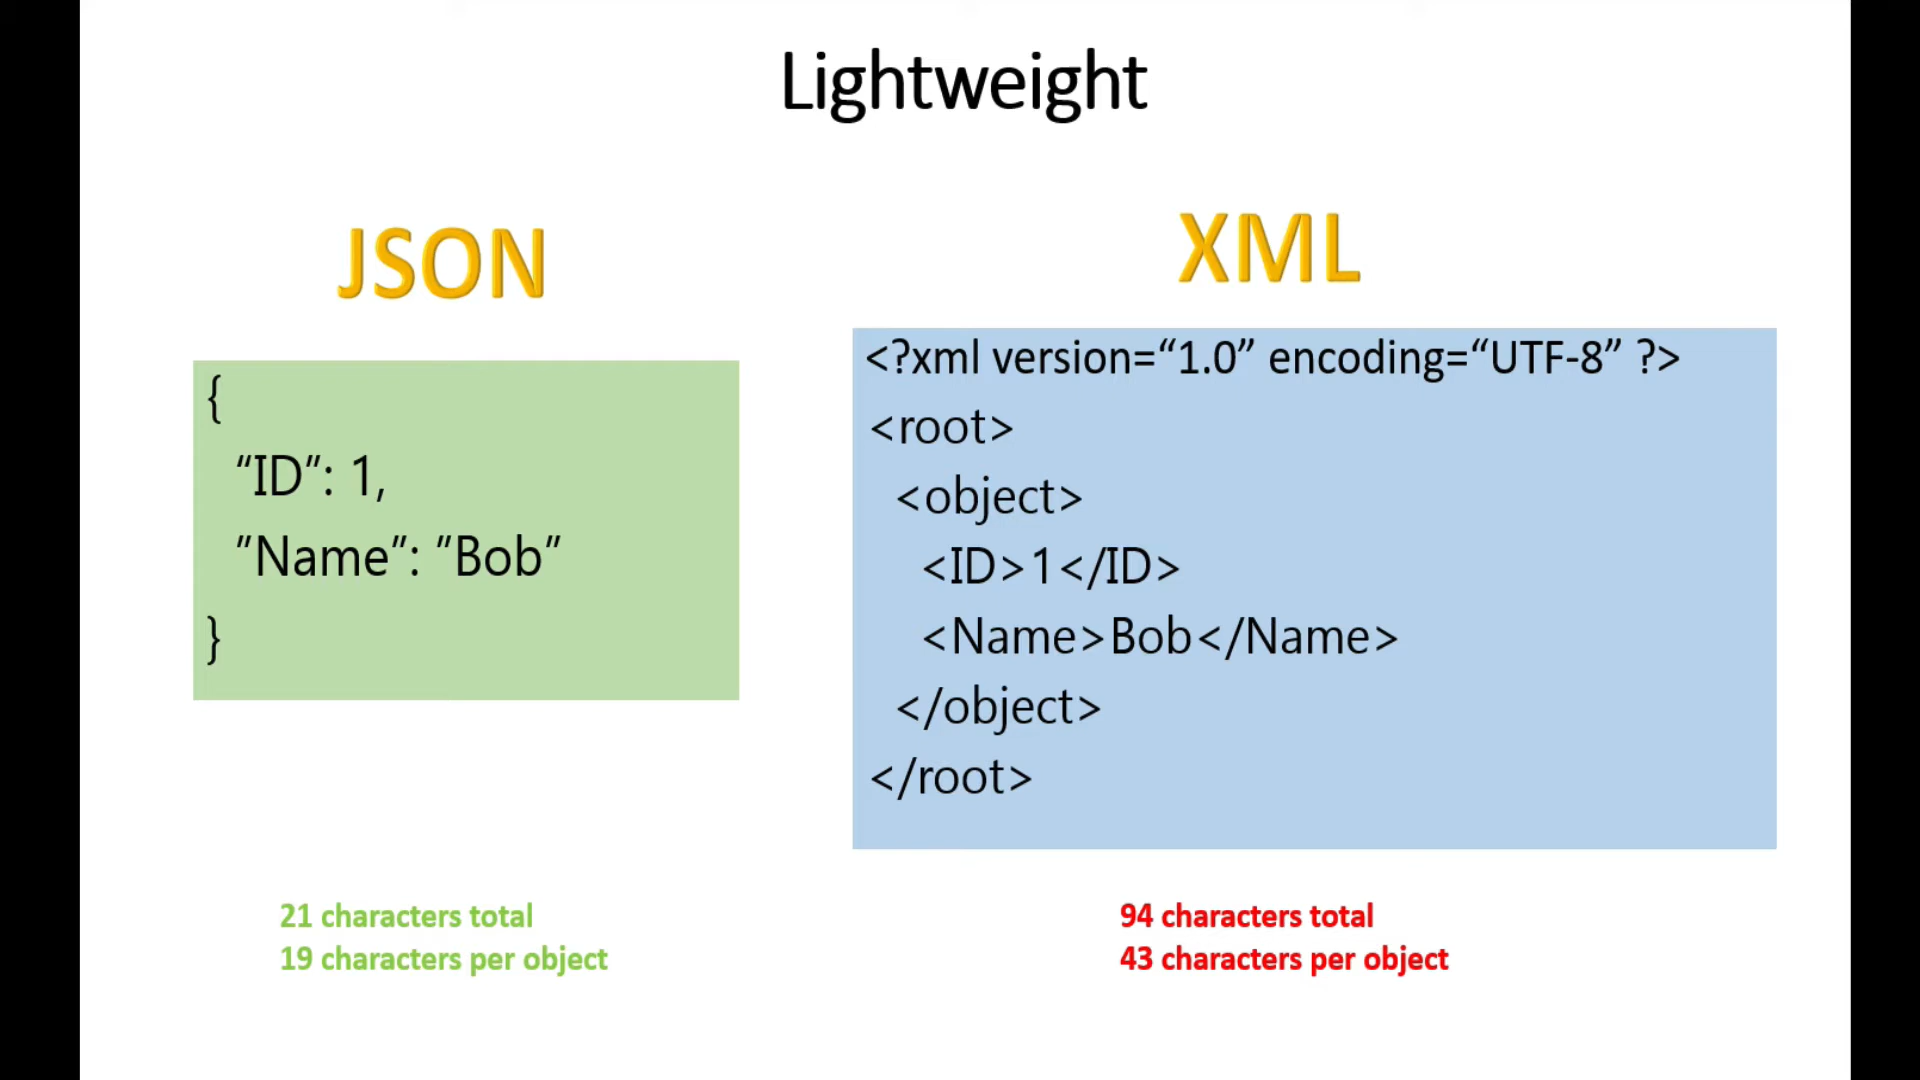 Lightweight
JSON
{
“ID”: 1,
”Name”: ”Bob”
}
21 characters total
19 characters per object
XML
<?xml version=“1.0” encoding=“UTF-8” ?>
<root>
<object>
<ID>1</ID>
<Name>Bob</Name>
</object>
</root>
94 characters total
43 characters per object